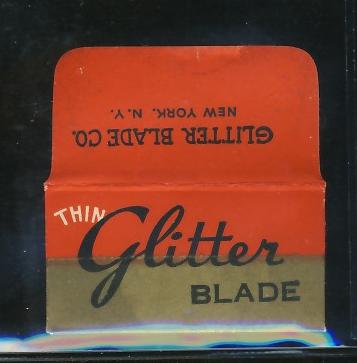 GLITTER BLADE CO.
NEW YORK. N.Y.
THIN
Glitter
BLADE